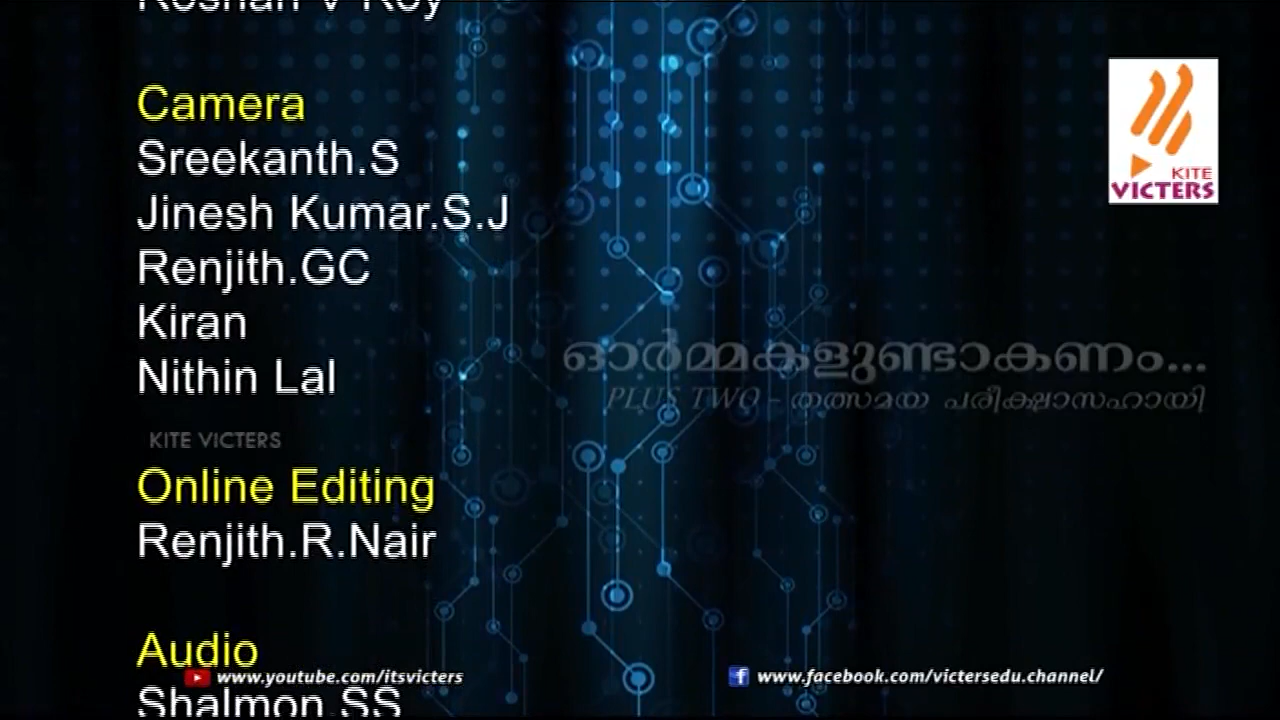 Roshan V Roy
Camera
Sreekanth.S
Jinesh Kumar.S.J
Renjith.GC
Kiran
Nithin Lal
KITE VICTERS
Online Editing
Renjith.R.Nair
Audio
Shalmon.SS
KITE
VICTERS
ഓർമ്മകളുണ്ടാകണം...
PLUS TWO - തത്സമയ പരീക്ഷാസഹായി
www.youtube.com/itsvicters
www.facebook.com/victersedu.channel/